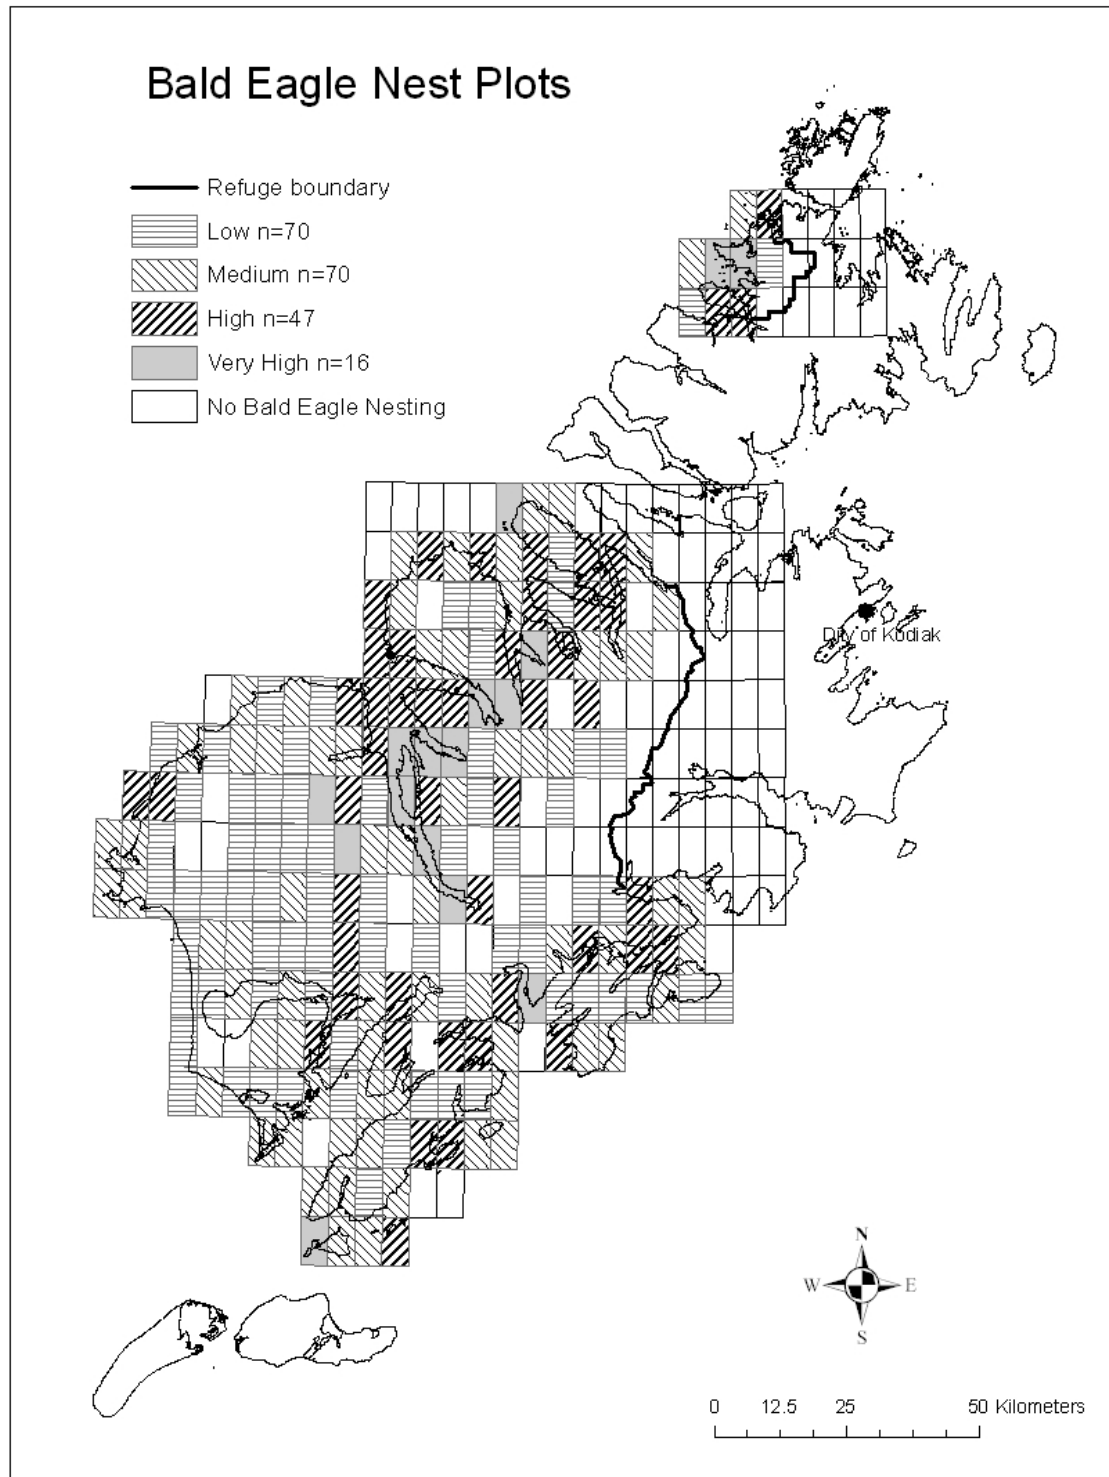 Bald Eagle Nest Plots
Refuge boundary
Low n=70
Medium n=70
High n=47
Very High n=16
No Bald Eagle Nesting
City of Kodiak
N
W E
S
0 12.5 25 50 Kilometers